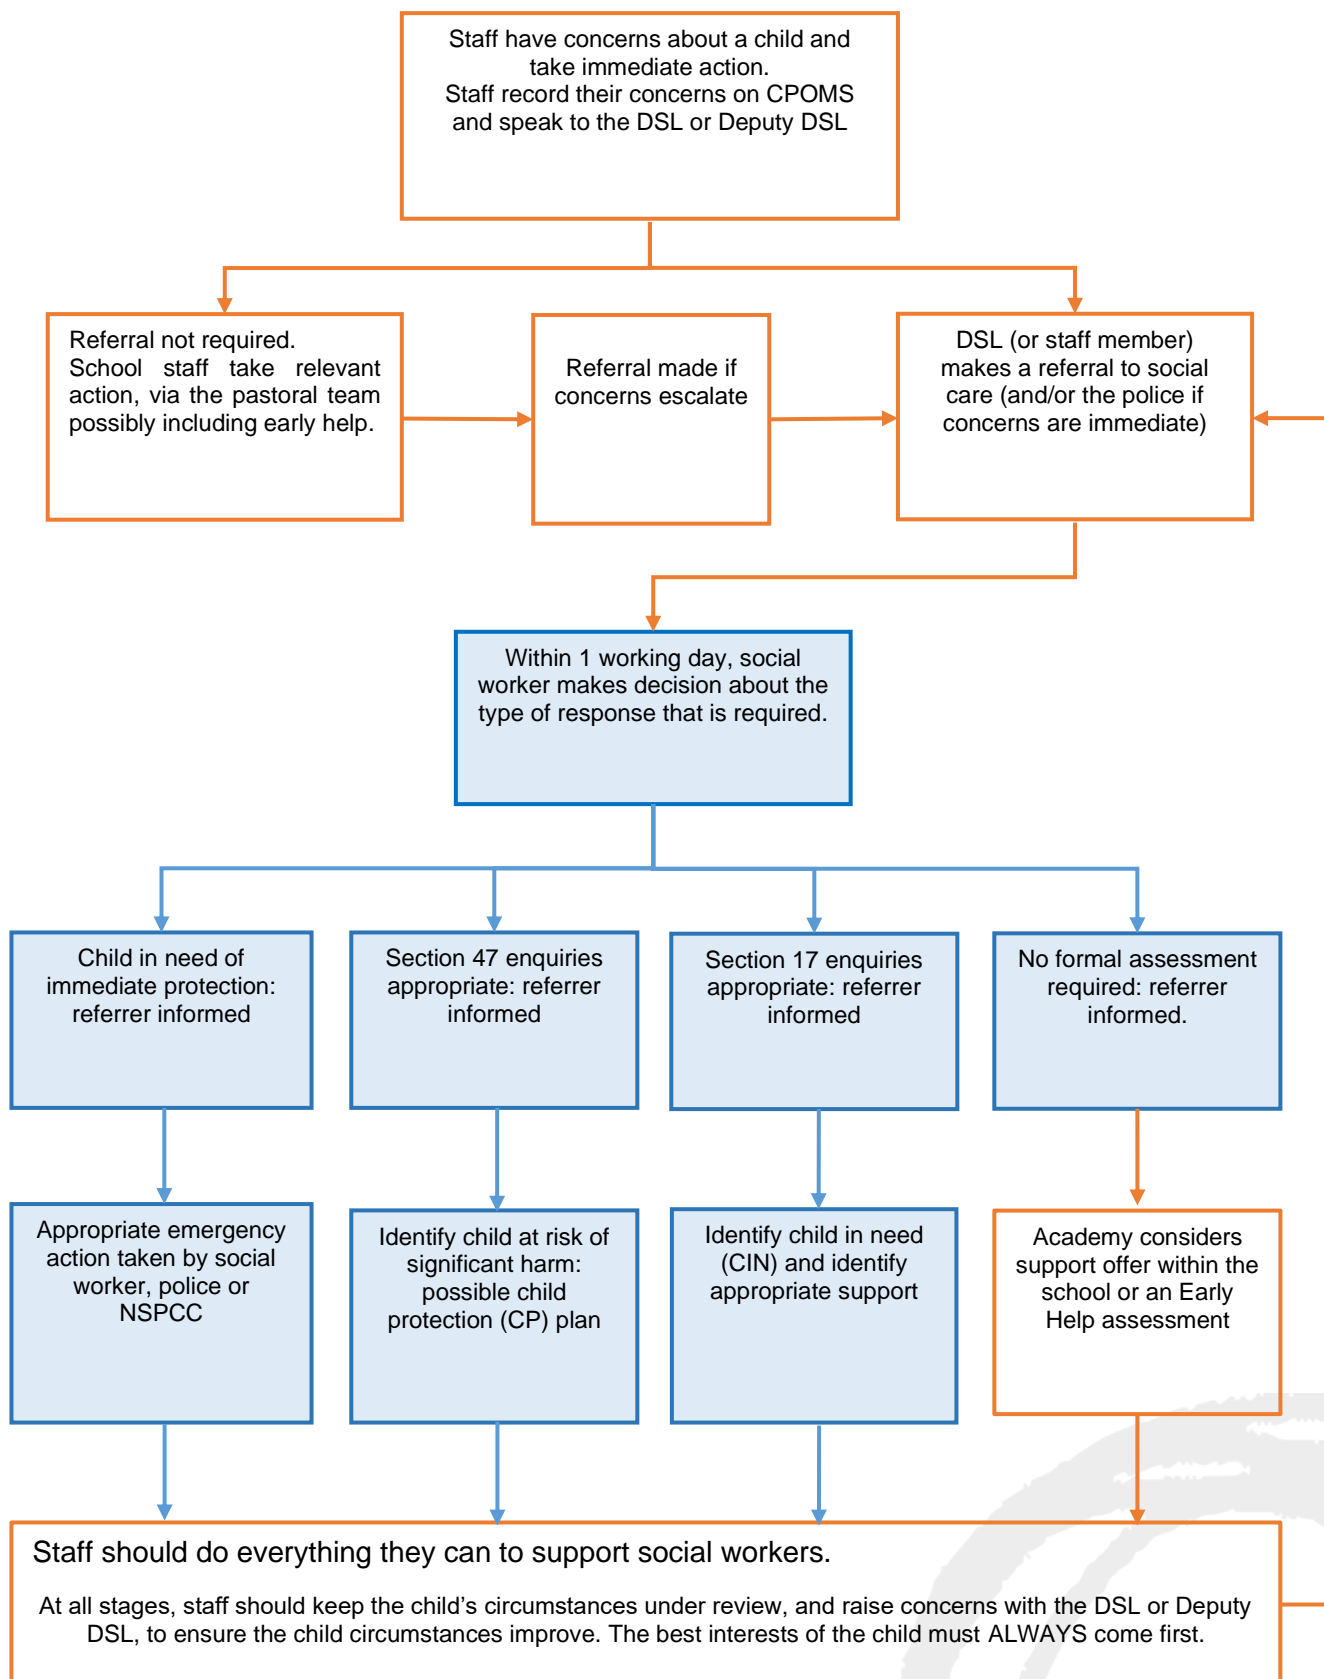 Staff have concerns about a child and
take immediate action.
Staff record their concerns on CPOMS
and speak to the DSL or Deputy DSL
Referral not required.
School staff take relevant
action, via the pastoral team
possibly including early help.
Referral made if
concerns escalate
DSL (or staff member)
makes a referral to social
care (and/or the police if
concerns are immediate)
Within 1 working day, social
worker makes decision about the
type of response that is required.
Child in need of
immediate protection:
referrer informed
Section 47 enquiries
appropriate: referrer
informed
Section 17 enquiries
appropriate: referrer
informed
No formal assessment
required: referrer
informed.
Appropriate emergency
action taken by social
worker, police or
NSPCC
Identify child at risk of
significant harm:
possible child
protection (CP) plan
Identify child in need
(CIN) and identify
appropriate support
Academy considers
support offer within the
school or an Early
Help assessment
Staff should do everything they can to support social workers.
At all stages, staff should keep the child’s circumstances under review, and raise concerns with the DSL or Deputy
DSL, to ensure the child circumstances improve. The best interests of the child must ALWAYS come first.